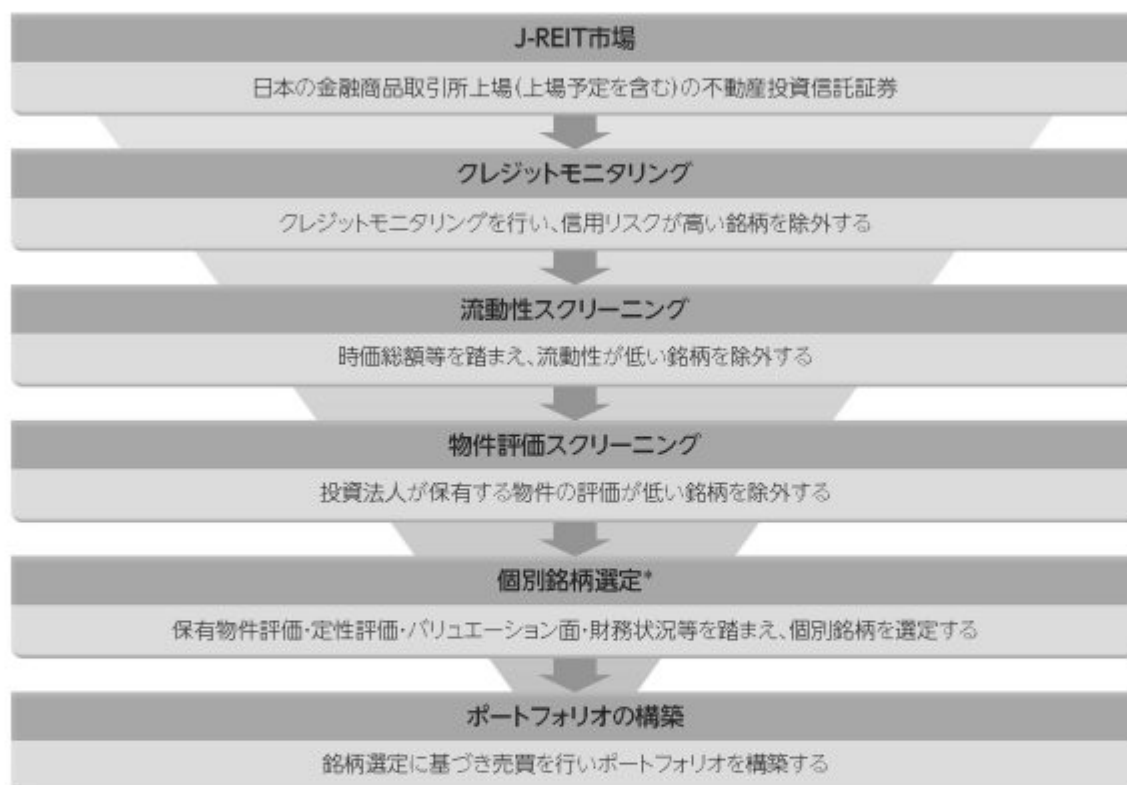 J-REIT市場
日本の金融商品取引所上場(上場予定を含む)の不動産投資信託証券
クレジットモニタリング
クレジットモニタリングを行い、信用リスクが高い銘柄を除外する
流動性スクリーニング
時価総額等を踏まえ、流動性が低い銘柄を除外する
物件評価スクリーニング
投資法人が保有する物件の評価が低い銘柄を除外する
個別銘柄選定*
保有物件評価・定性評価・バリュエーション面・財務状況等を踏まえ、個別銘柄を選定する
ポートフォリオの構築
銘柄選定に基づき売買を行いポートフォリオを構築する